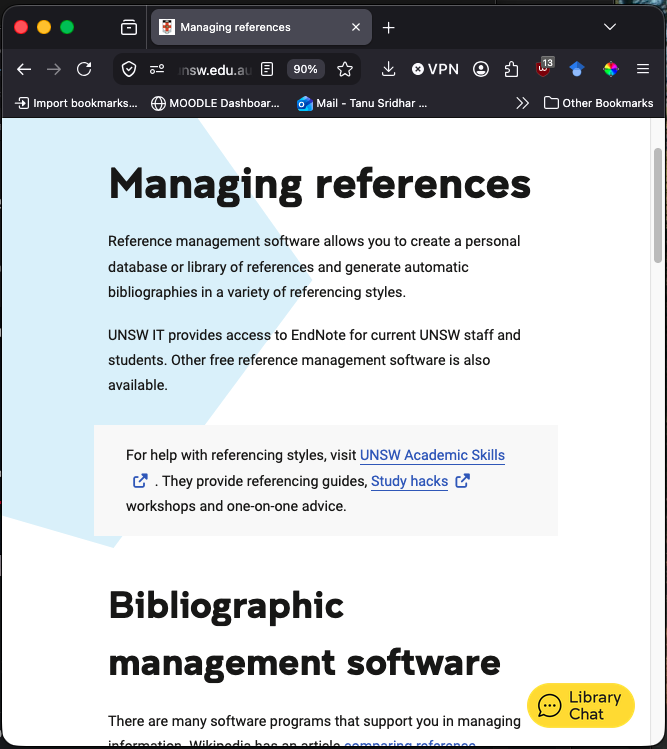 Managing references
nsw.edu.au
90%
VPN
13
Import bookmarks...
MOODLE Dashboar...
Mail - Tanu Sridhar ...
Other Bookmarks
Managing references
Reference management software allows you to create a personal
database or library of references and generate automatic
bibliographies in a variety of referencing styles.
UNSW IT provides access to EndNote for current UNSW staff and
students. Other free reference management software is also
available.
For help with referencing styles, visit UNSW Academic Skills
. They provide referencing guides, Study hacks
workshops and one-on-one advice.
Bibliographic
management software
Library
Chat
There are many software programs that support you in managing
information. Wikipedia has an article comparing reference